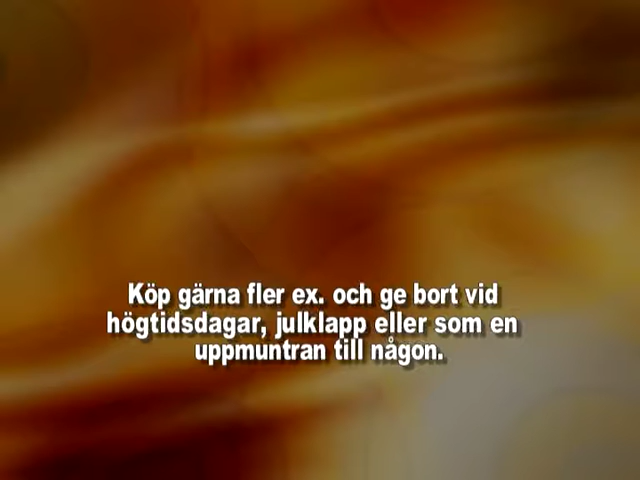 Köp gärna fler ex. och ge bort vid
högtidsdagar, julklapp eller som en
uppmuntran till någon.